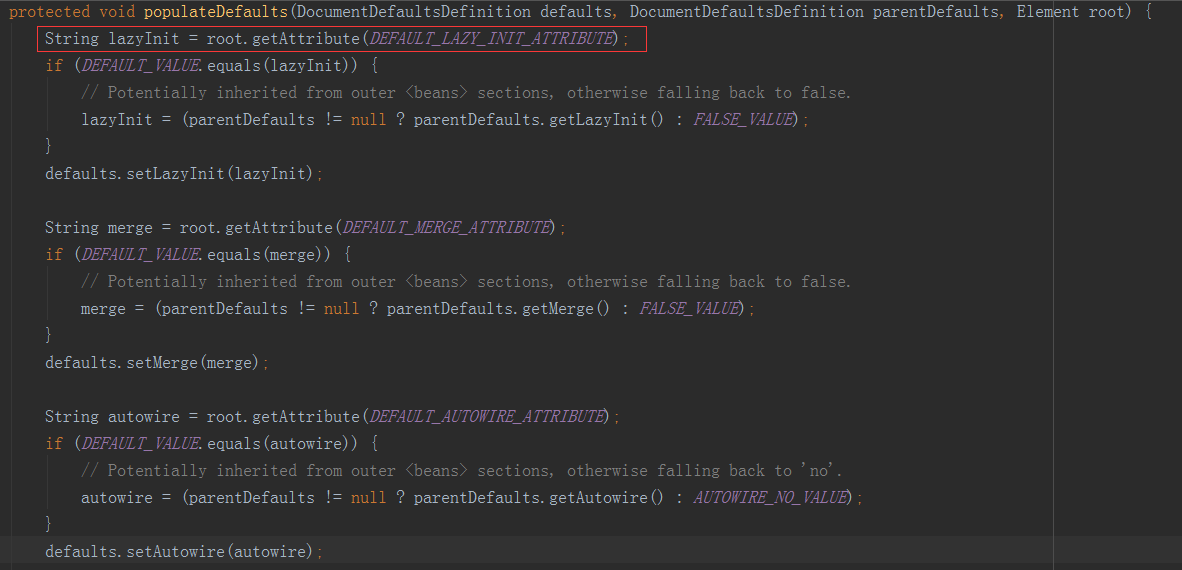 protected void populateDefaults(DocumentDefaultsDefinition defaults, DocumentDefaultsDefinition parentDefaults, Element root) {
String lazyInit = root.getAttribute(DEFAULT_LAZY_INIT_ATTRIBUTE);
if (DEFAULT_VALUE.equals(lazyInit)) {
// Potentially inherited from outer <beans> sections, otherwise falling back to false.
lazyInit = (parentDefaults != null ? parentDefaults.getLazyInit() : FALSE_VALUE);
}
defaults.setLazyInit(lazyInit);
String merge = root.getAttribute(DEFAULT_MERGE_ATTRIBUTE);
if (DEFAULT_VALUE.equals(merge)) {
// Potentially inherited from outer <beans> sections, otherwise falling back to false.
merge = (parentDefaults != null ? parentDefaults.getMerge() : FALSE_VALUE);
}
defaults.setMerge(merge);
String autowire = root.getAttribute(DEFAULT_AUTOWIRE_ATTRIBUTE);
if (DEFAULT_VALUE.equals(autowire)) {
// Potentially inherited from outer <beans> sections, otherwise falling back to 'no'.
autowire = (parentDefaults != null ? parentDefaults.getAutowire() : AUTOWIRE_NO_VALUE);
}
defaults.setAutowire(autowire);